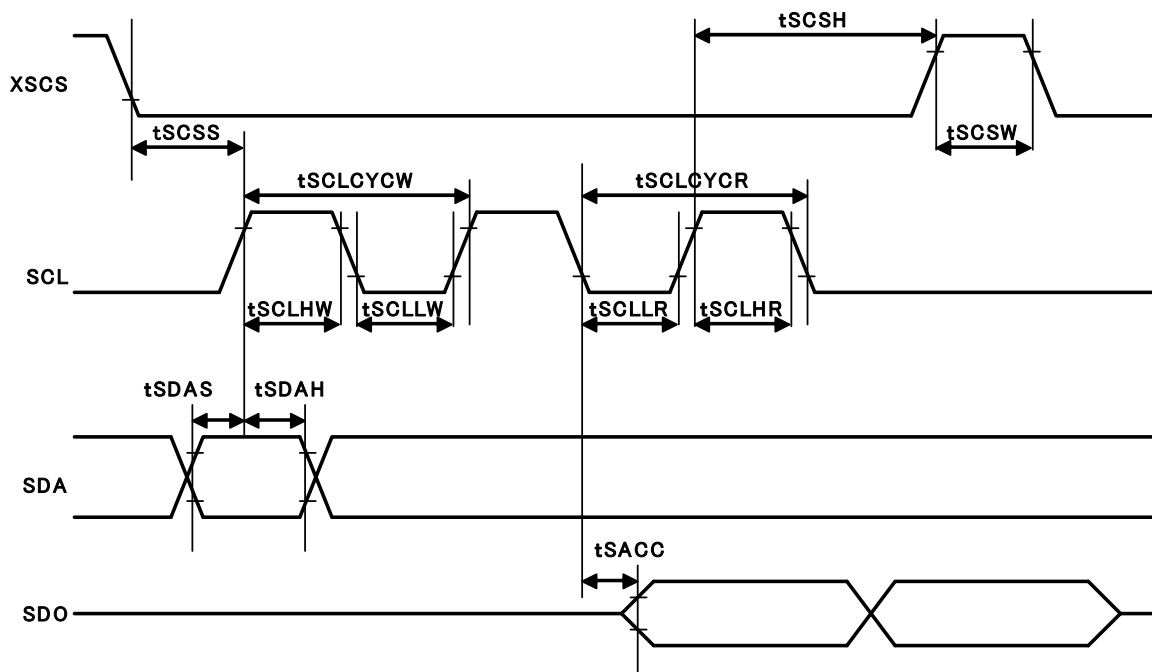 tSCSH
XSCS
tSCSS
tSCSW
tSCLCYCW
tSCLCYCR
SCL
tSCLHW
tSCLLW
tSCLLR
tSCLHR
tSDAS
tSDAH
SDA
tSACC
SDO